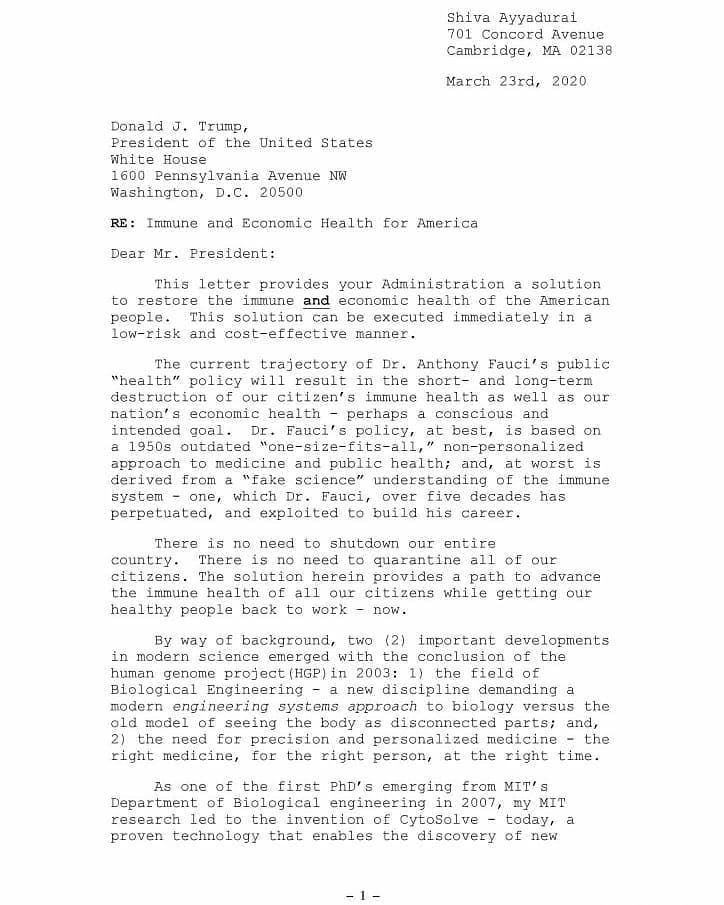 Shiva Ayyadurai
701 Concord Avenue
Cambridge, MA 02138
March 23rd, 2020
Donald J. Trump,
President of the United States
White House
1600 Pennsylvania Avenue NW
Washington, D.C. 20500
RE: Immune and Economic Health for America
Dear Mr. President:
This letter provides your Administration a solution
to restore the immune and economic health of the American
people. This solution can be executed immediately in a
low-risk and cost-effective manner.
The current trajectory of Dr. Anthony Fauci's public
"health" policy will result in the short- and long-term
destruction of our citizen's immune health as well as our
nation's economic health – perhaps a conscious and
intended goal. Dr. Fauci's policy, at best, is based on
a 1950s outdated "one-size-fits-all," non-personalized
approach to medicine and public health; and, at worst is
derived from a "fake science" understanding of the immune
system - one, which Dr. Fauci, over five decades has
perpetuated, and exploited to build his career.
There is no need to shutdown our entire
country. There is no need to quarantine all of our
citizens. The solution herein provides a path to advance
the immune health of all our citizens while getting our
healthy people back to work – now.
By way of background, two (2) important developments
in modern science emerged with the conclusion of the
human genome project(HGP)in 2003: 1) the field of
Biological Engineering - a new discipline demanding a
modern engineering systems approach to biology versus the
old model of seeing the body as disconnected parts; and,
2) the need for precision and personalized medicine - the
right medicine, for the right person, at the right time.
As one of the first PhD's emerging from MIT's
Department of Biological engineering in 2007, my MIT
research led to the invention of CytoSolve - today, a
proven technology that enables the discovery of new
– 1 –